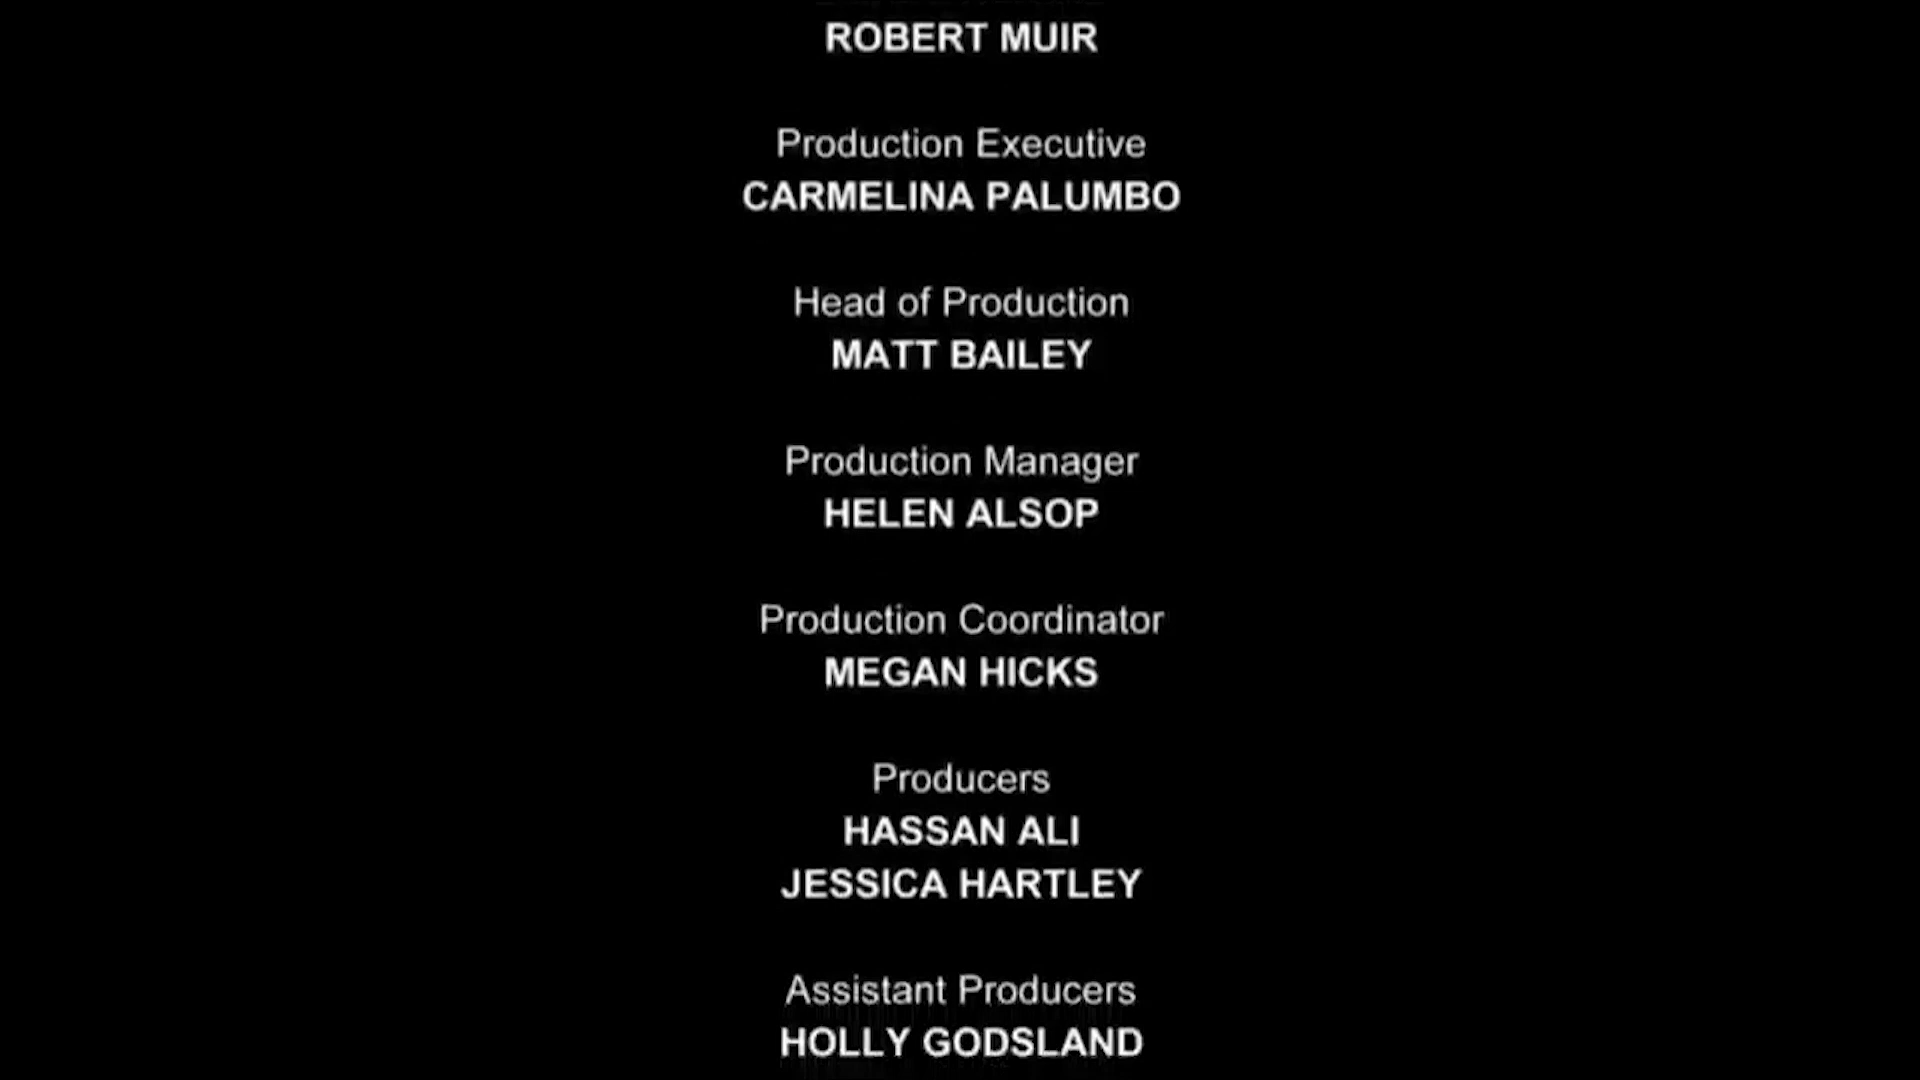 ROBERT MUIR
Production Executive
CARMELINA PALUMBO
Head of Production
MATT BAILEY
Production Manager
HELEN ALSOP
Production Coordinator
MEGAN HICKS
Producers
HASSAN ALI
JESSICA HARTLEY
Assistant Producers
HOLLY GODSLAND